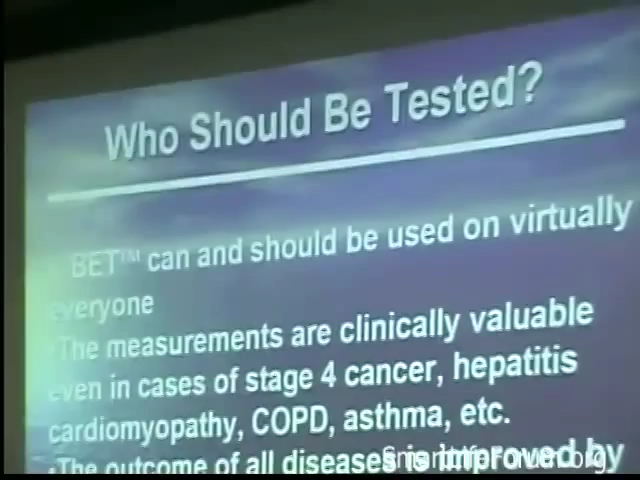 Who Should Be Tested?
BET™ can and should be used on virtually
everyone
•The measurements are clinically valuable
even in cases of stage 4 cancer, hepatitis
cardiomyopathy, COPD, asthma, etc.
•The outcome of all diseases is improved by
SmartLifeForum.org